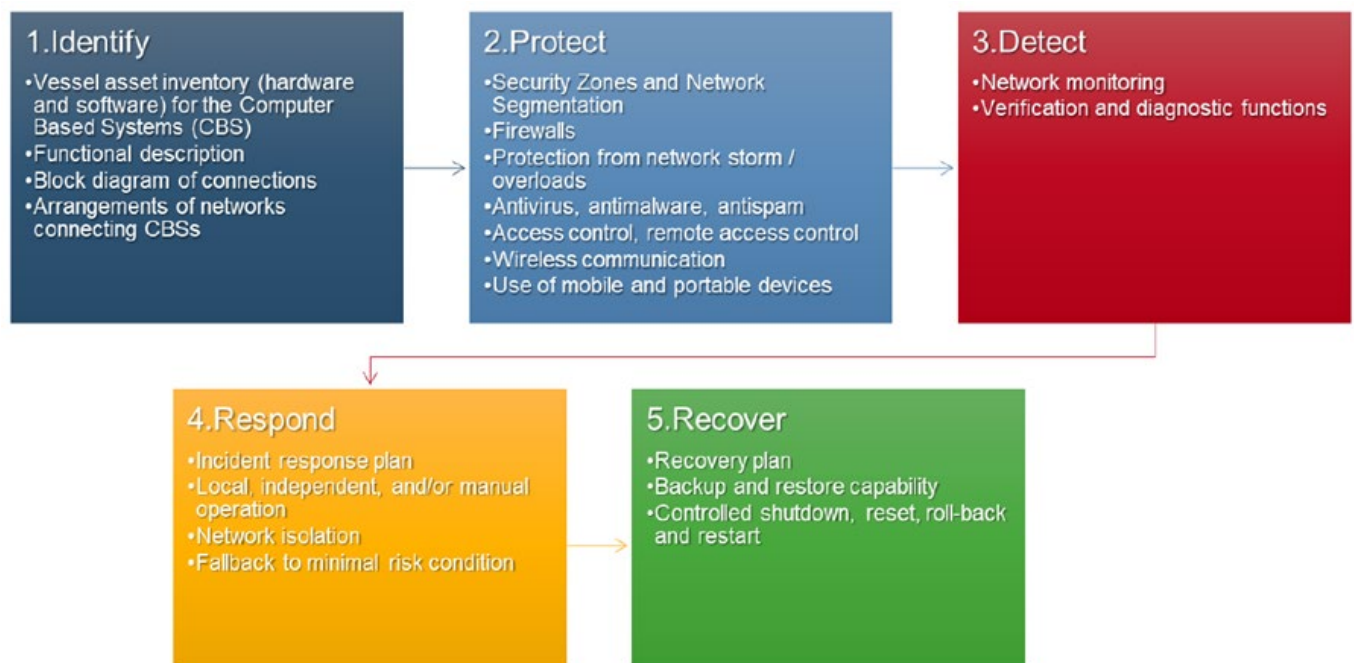 1.Identify
•Vessel asset inventory (hardware
and software) for the Computer
Based Systems (CBS)
•Functional description
•Block diagram of connections
•Arrangements of networks
connecting CBSs
2.Protect
•Security Zones and Network
Segmentation
•Firewalls
•Protection from network storm /
overloads
•Antivirus, antimalware, antispam
•Access control, remote access control
•Wireless communication
•Use of mobile and portable devices
3.Detect
•Network monitoring
•Verification and diagnostic functions
4.Respond
•Incident response plan
•Local, independent, and/or manual
operation
•Network isolation
•Fallback to minimal risk condition
5.Recover
•Recovery plan
•Backup and restore capability
•Controlled shutdown, reset, roll-back
and restart